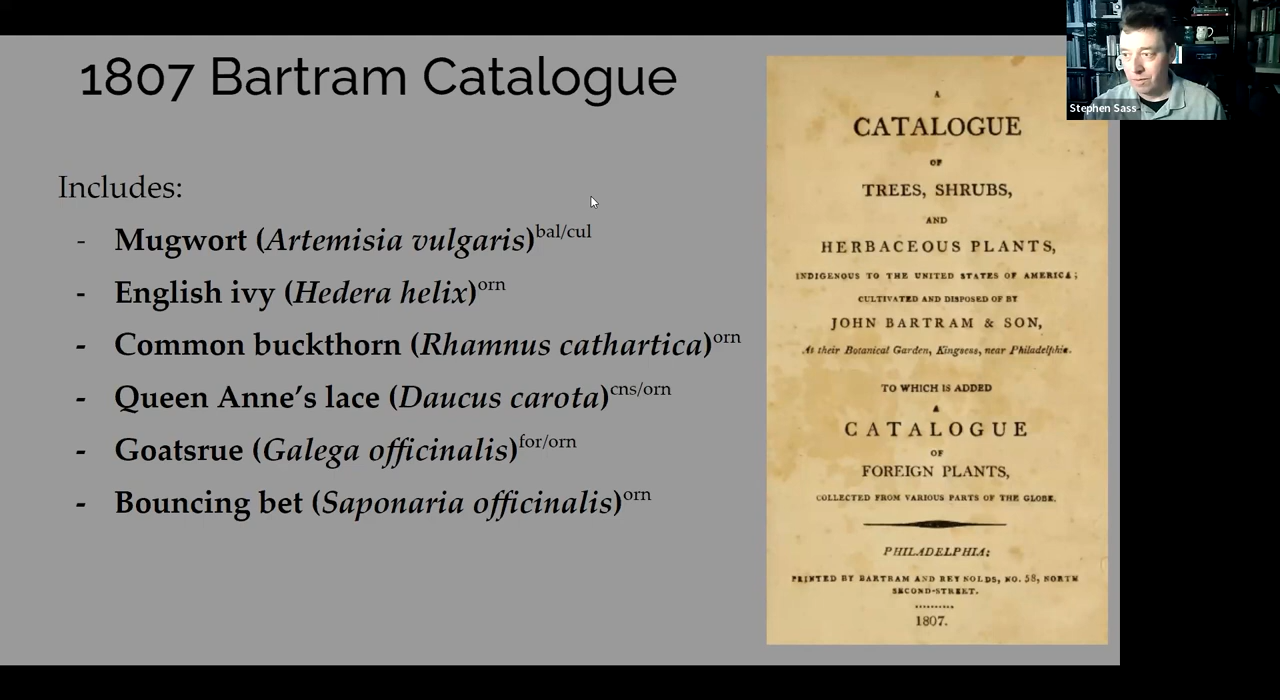 1807 Bartram Catalogue
Includes:
- Mugwort (Artemisia vulgaris)bal/cul
- English ivy (Hedera helix)orn
- Common buckthorn (Rhamnus cathartica)orn
- Queen Anne’s lace (Daucus carota)cns/orn
- Goatsrue (Galega officinalis)for/orn
- Bouncing bet (Saponaria officinalis)orn
A
CATALOGUE
OF
TREES, SHRUBS,
AND
HERBACEOUS PLANTS,
INDIGENOUS TO THE UNITED STATES OF AMERICA;
CULTIVATED AND DISPOSED OF BY
JOHN BARTRAM & SON,
At their Botanical Garden, Kingsess, near Philadelphia.
TO WHICH IS ADDED
A
CATALOGUE
OF
FOREIGN PLANTS,
COLLECTED FROM VARIOUS PARTS OF THE GLOBE.
PHILADELPHIA:
PRINTED BY BARTRAM AND REYNOLDS, NO. 58, NORTH
SECOND-STREET.
1807.
Stephen Sass